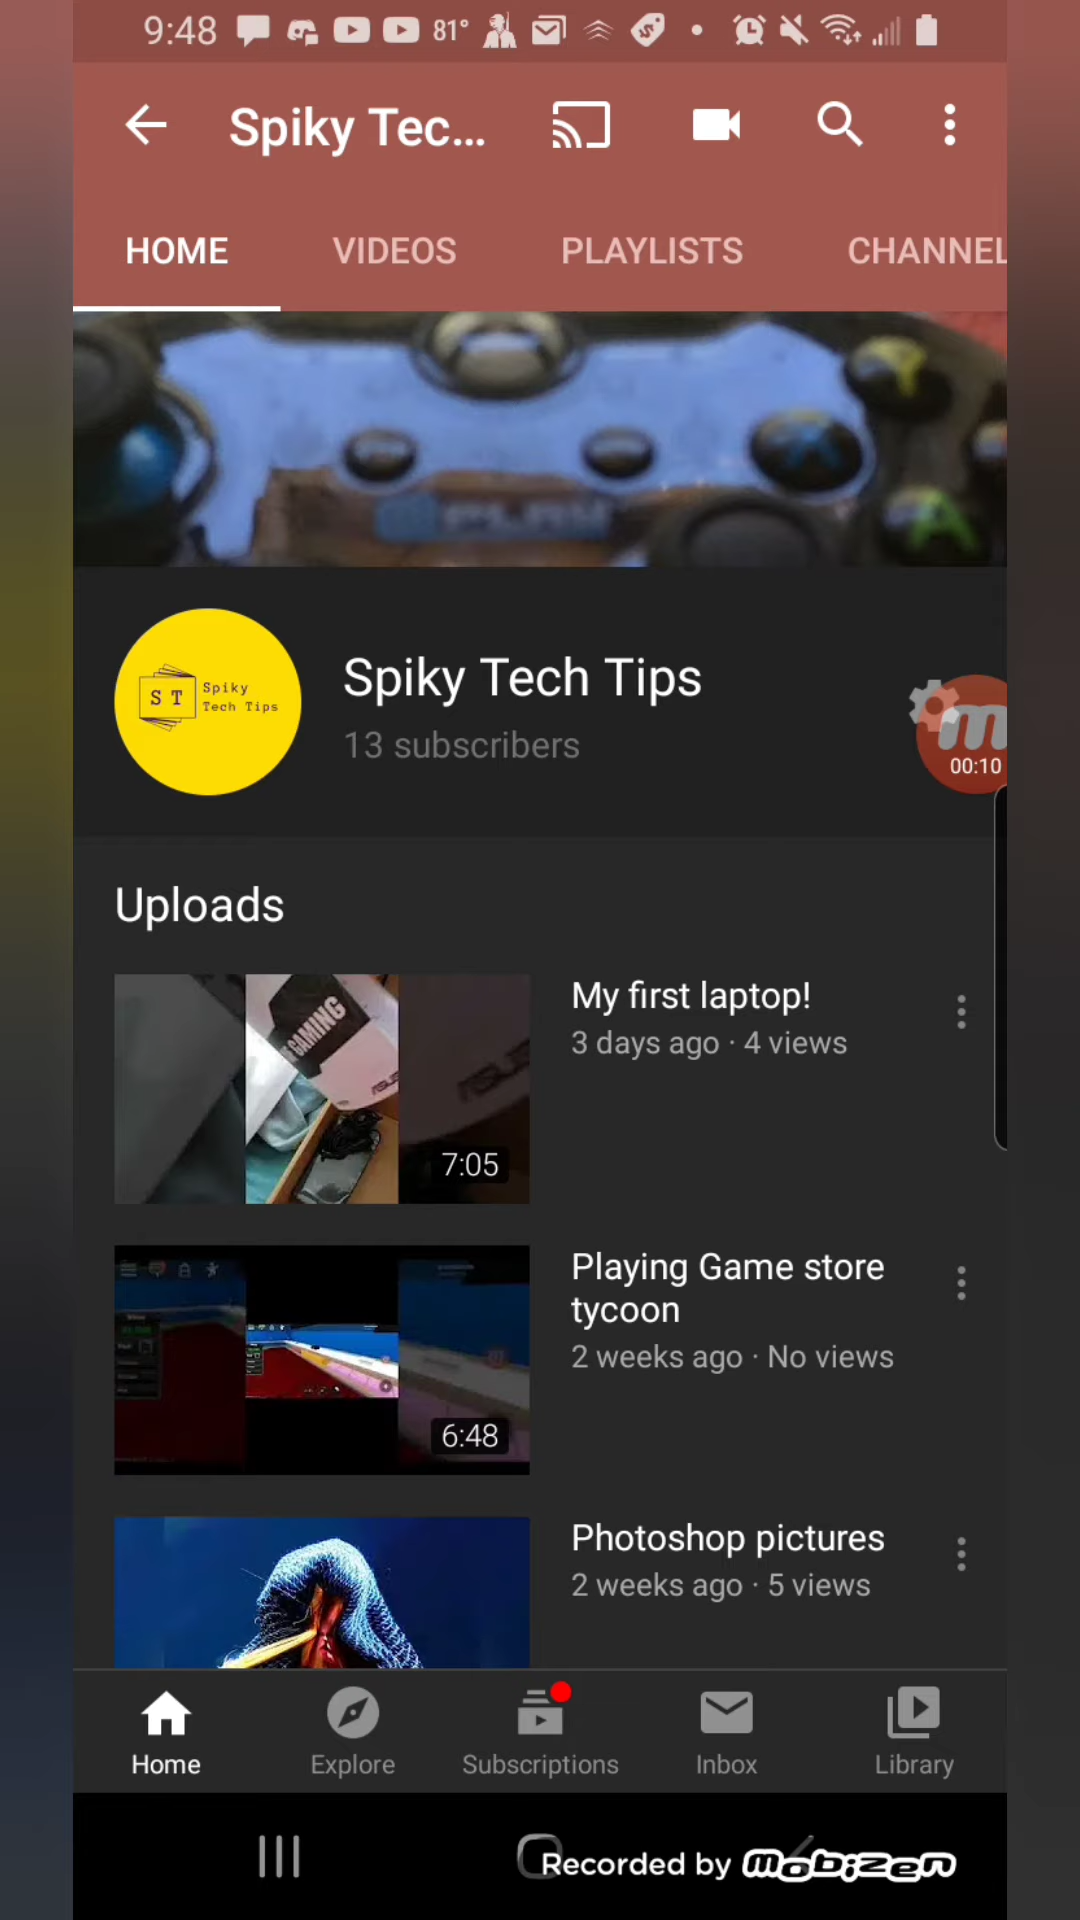 9:48
81°
Spiky Tec...
HOME VIDEOS PLAYLISTS CHANNEL
Y
X
A
PLAY
S T
Spiky
Tech Tips
Spiky Tech Tips
13 subscribers
m
00:10
Uploads
GAMING
ASUS
7:05
My first laptop!
3 days ago · 4 views
6:48
Playing Game store
tycoon
2 weeks ago · No views
Photoshop pictures
2 weeks ago · 5 views
Home Explore Subscriptions Inbox Library
Recorded by Mobizen